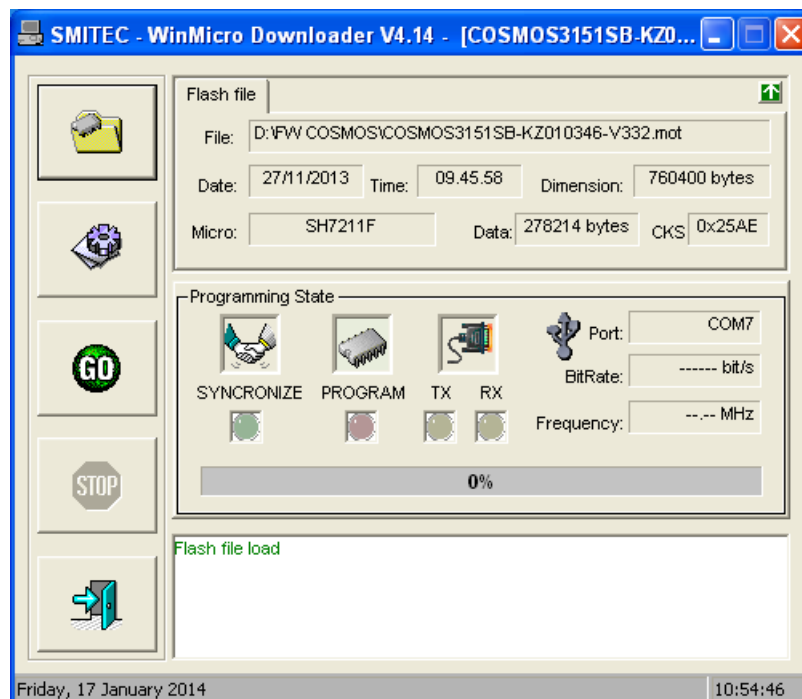 SMITEC - WinMicro Downloader V4.14 - [COSMOS3151SB-KZ0...
Flash file
File: D:\FW COSMOS\COSMOS3151SB-KZ010346-V332.mot
Date: 27/11/2013 Time: 09.45.58 Dimension: 760400 bytes
Micro: SH7211F Data: 278214 bytes CKS 0x25AE
GO
STOP
Programming State
Port: COM7
BitRate: ------ bit/s
Frequency: --.-- MHz
SYNCRONIZE PROGRAM TX RX
0%
Flash file load
Friday, 17 January 2014 10:54:46